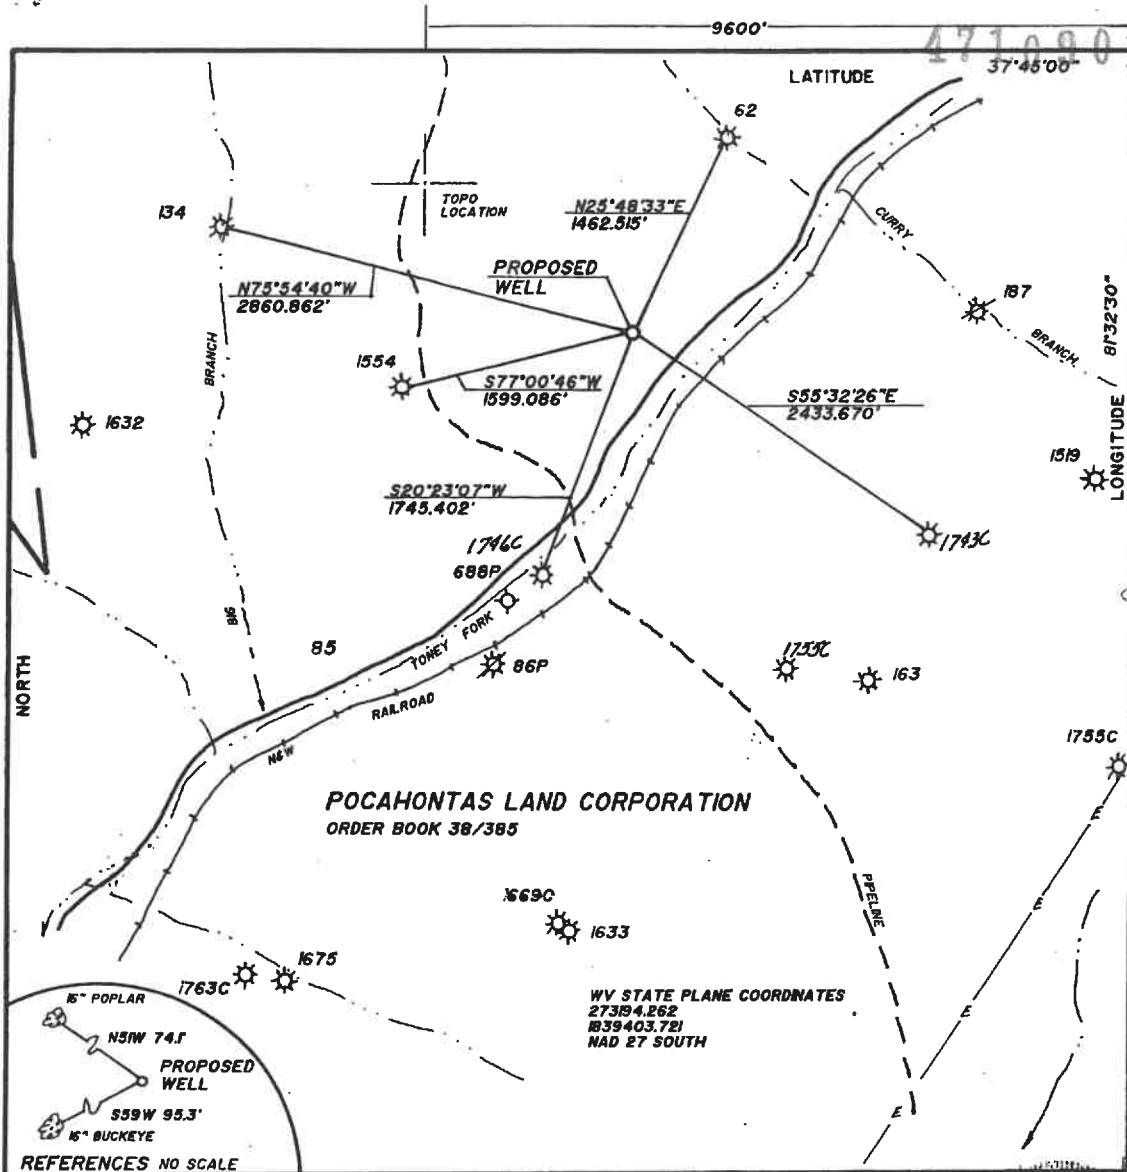 9600'
4710901
LATITUDE
37°45'00"
62
134
TOPO
LOCATION
N25°48'33"E
1462.515'
CURRY
PROPOSED
WELL
N75°54'40"W
2860.862'
187
81°32'30"
BRANCH
BRANCH
1554
S77°00'46"W
1599.086'
S55°32'26"E
2433.670'
1632
LONGITUDE
1519
S20°23'07"W
1745.402'
1746C
1743C
688P
BIG
85
TONEY FORK
86P
1755C
163
NORTH
RAILROAD
N&W
1755C
POCAHONTAS LAND CORPORATION
ORDER BOOK 38/385
E
PIPELINE
1669C
1633
E
1675
1763C
WV STATE PLANE COORDINATES
273194.262
1839403.721
NAD 27 SOUTH
E
16" POPLAR
N51W 74.1'
PROPOSED
WELL
S59W 95.3'
16" BUCKEYE
E
REFERENCES NO SCALE